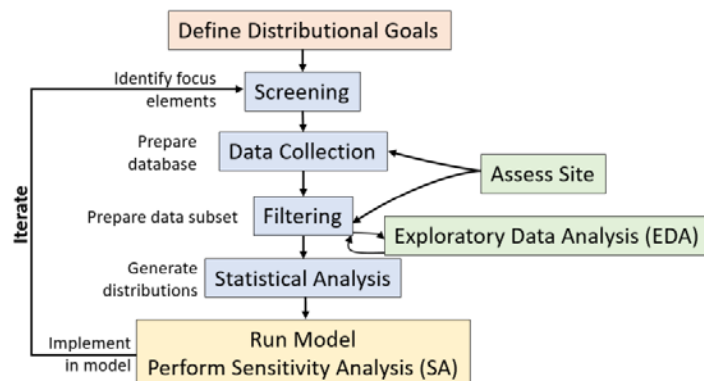 Define Distributional Goals
Identify focus
elements
Screening
Prepare
database
Data Collection
Assess Site
Prepare data subset
Filtering
Exploratory Data Analysis (EDA)
Iterate
Generate
distributions
Statistical Analysis
Implement
in model
Run Model
Perform Sensitivity Analysis (SA)